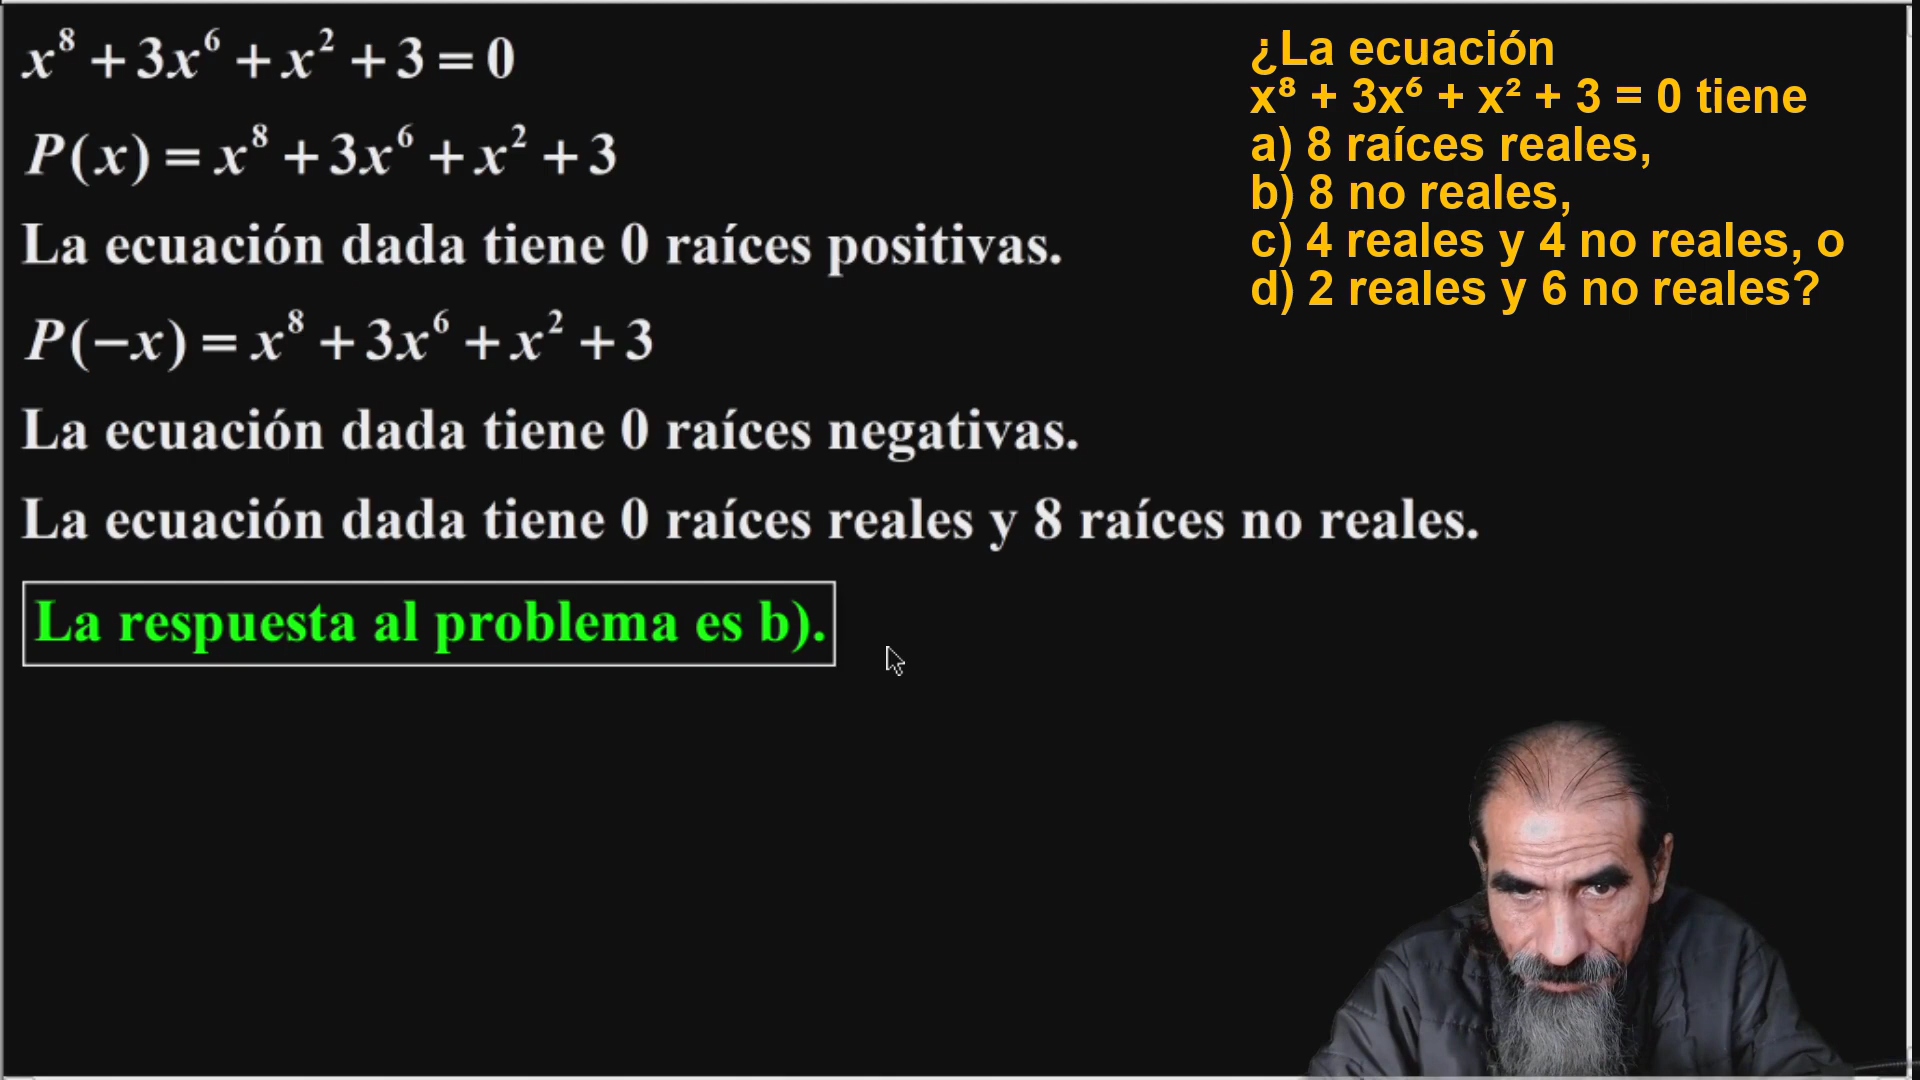 x⁸ + 3x⁶ + x² + 3 = 0
P(x) = x⁸ + 3x⁶ + x² + 3
La ecuación dada tiene 0 raíces positivas.
P(−x) = x⁸ + 3x⁶ + x² + 3
La ecuación dada tiene 0 raíces negativas.
La ecuación dada tiene 0 raíces reales y 8 raíces no reales.
La respuesta al problema es b).
¿La ecuación
x⁸ + 3x⁶ + x² + 3 = 0 tiene
a) 8 raíces reales,
b) 8 no reales,
c) 4 reales y 4 no reales, o
d) 2 reales y 6 no reales?